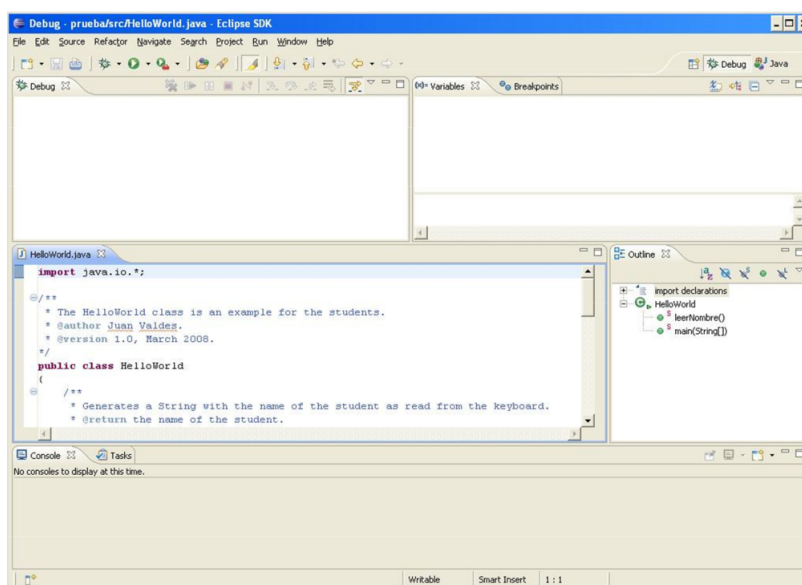 Debug - prueba/src/HelloWorld.java - Eclipse SDK
File Edit Source Refactor Navigate Search Project Run Window Help
Debug Java
Debug
(x)= Variables Breakpoints
HelloWorld.java
import java.io.*;
/**
* The HelloWorld class is an example for the students.
* @author Juan Valdes.
* @version 1.0, March 2008.
*/
public class HelloWorld
{
/**
* Generates a String with the name of the student as read from the keyboard.
* @return the name of the student.
Outline
import declarations
HelloWorld
S leerNombre()
S main(String[])
Console Tasks
No consoles to display at this time.
Writable Smart Insert 1 : 1